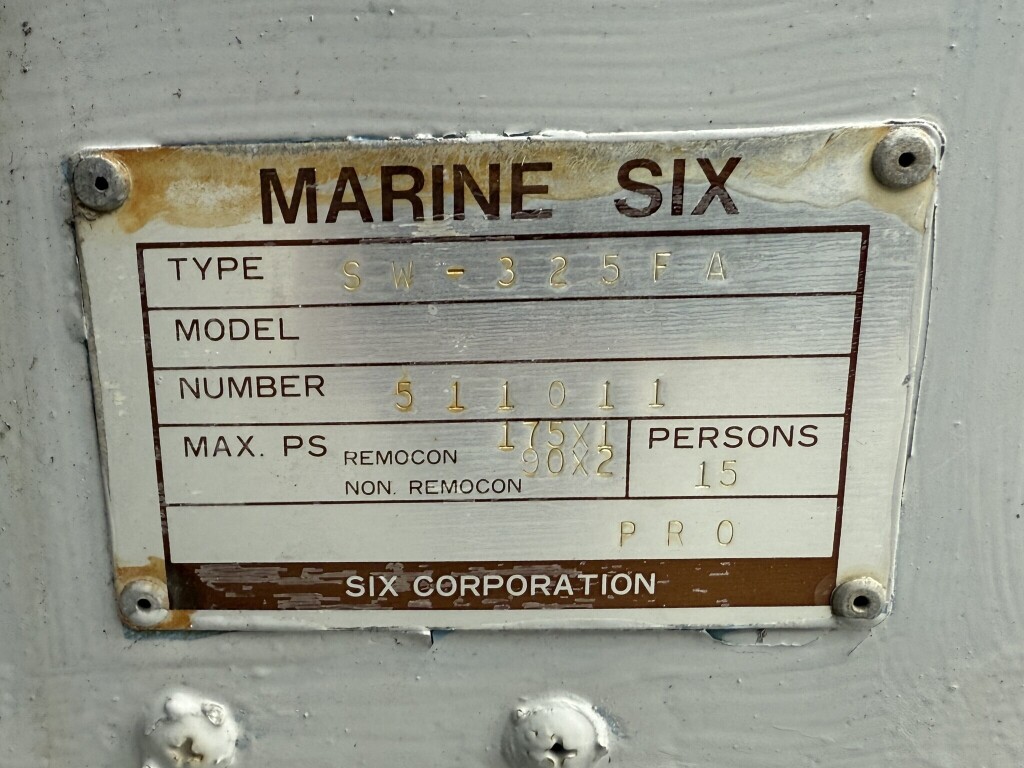 MARINE SIX
TYPE SW-325FA
MODEL
NUMBER 511011
MAX. PS REMOCON 175X1
90X2
NON. REMOCON
PERSONS
15
PRO
SIX CORPORATION